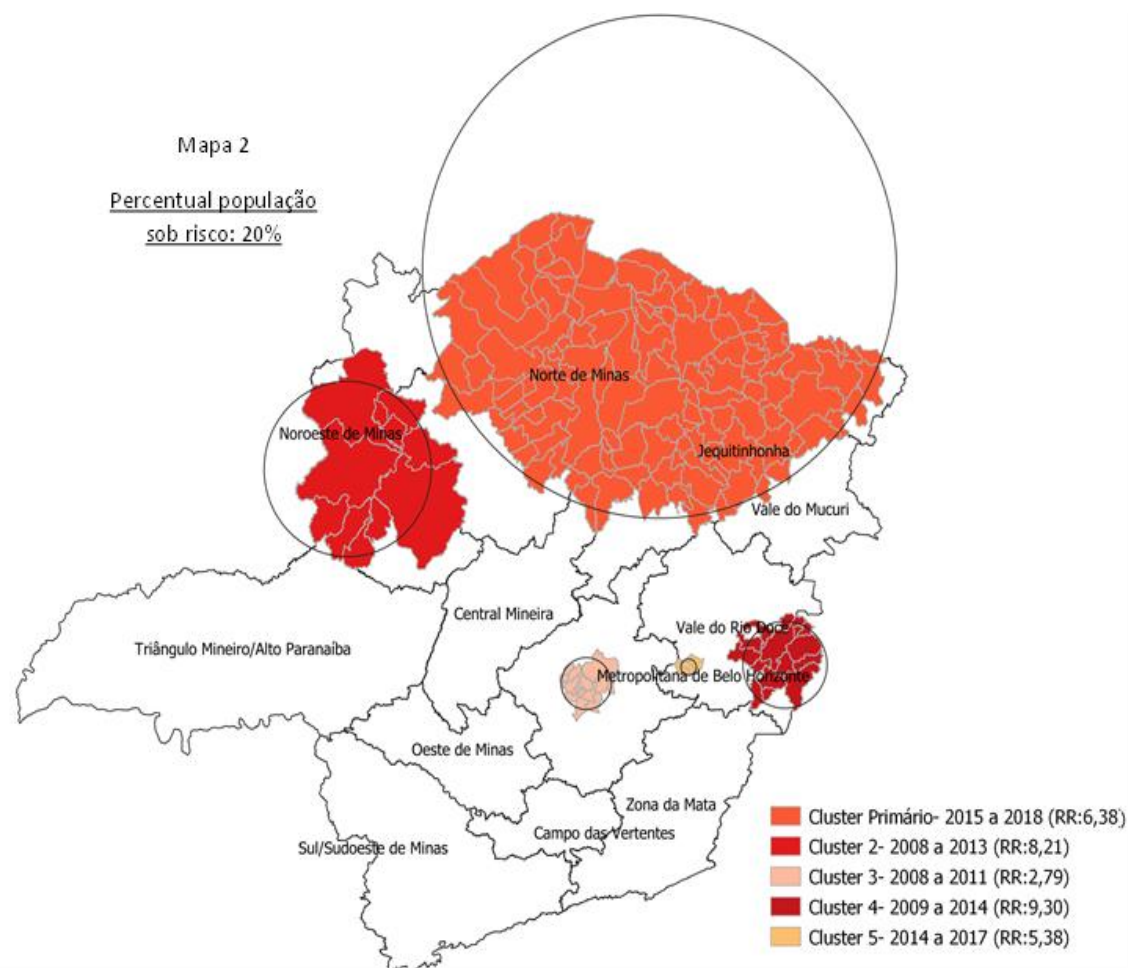 Mapa 2
Percentual população
sob risco: 20%
Norte de Minas
Noroeste de Minas
Jequitinhonha
Vale do Mucuri
Central Mineira
Vale do Rio Doce
Triângulo Mineiro/Alto Paranaíba
Metropolitana de Belo Horizonte
Oeste de Minas
Zona da Mata
Campo das Vertentes
Sul/Sudoeste de Minas
Cluster Primário- 2015 a 2018 (RR:6,38)
Cluster 2- 2008 a 2013 (RR:8,21)
Cluster 3- 2008 a 2011 (RR:2,79)
Cluster 4- 2009 a 2014 (RR:9,30)
Cluster 5- 2014 a 2017 (RR:5,38)